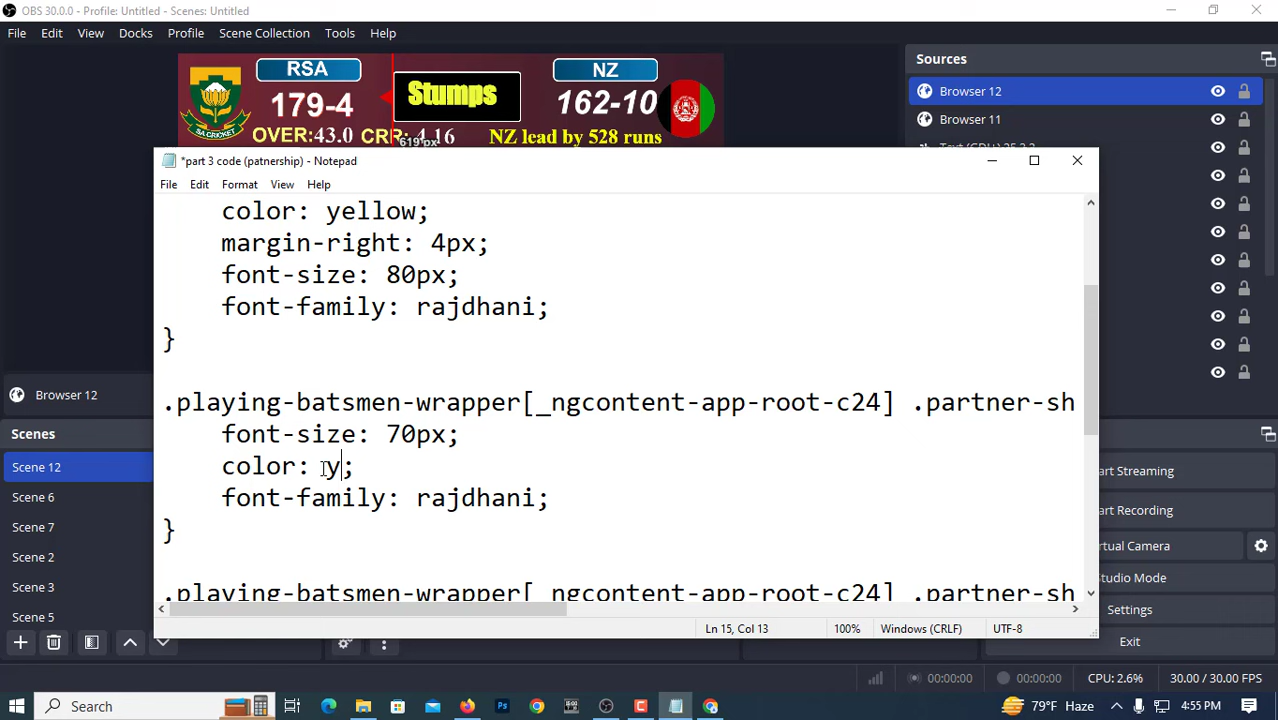 OBS 30.0.0 - Profile: Untitled - Scenes: Untitled
File Edit View Docks Profile Scene Collection Tools Help
RSA
NZ
179-4
Stumps
162-10
SA CRICKET
OVER:43.0 CRR: 4.16
NZ lead by 528 runs
619 px
Sources
Browser 12
Browser 11
*part 3 code (patnership) - Notepad
File Edit Format View Help
color: yellow;
margin-right: 4px;
font-size: 80px;
font-family: rajdhani;
}
.playing-batsmen-wrapper[_ngcontent-app-root-c24] .partner-sh
font-size: 70px;
color: y;
font-family: rajdhani;
}
.playing-batsmen-wrapper[_ngcontent-app-root-c24] .partner-sh
Ln 15, Col 13
100%
Windows (CRLF)
UTF-8
Browser 12
Scenes
Scene 12
Scene 6
Scene 7
Scene 2
Scene 3
Scene 5
art Streaming
art Recording
irtual Camera
Studio Mode
Settings
Exit
00:00:00
00:00:00
CPU: 2.6%
30.00 / 30.00 FPS
Search
79°F Haze
4:55 PM